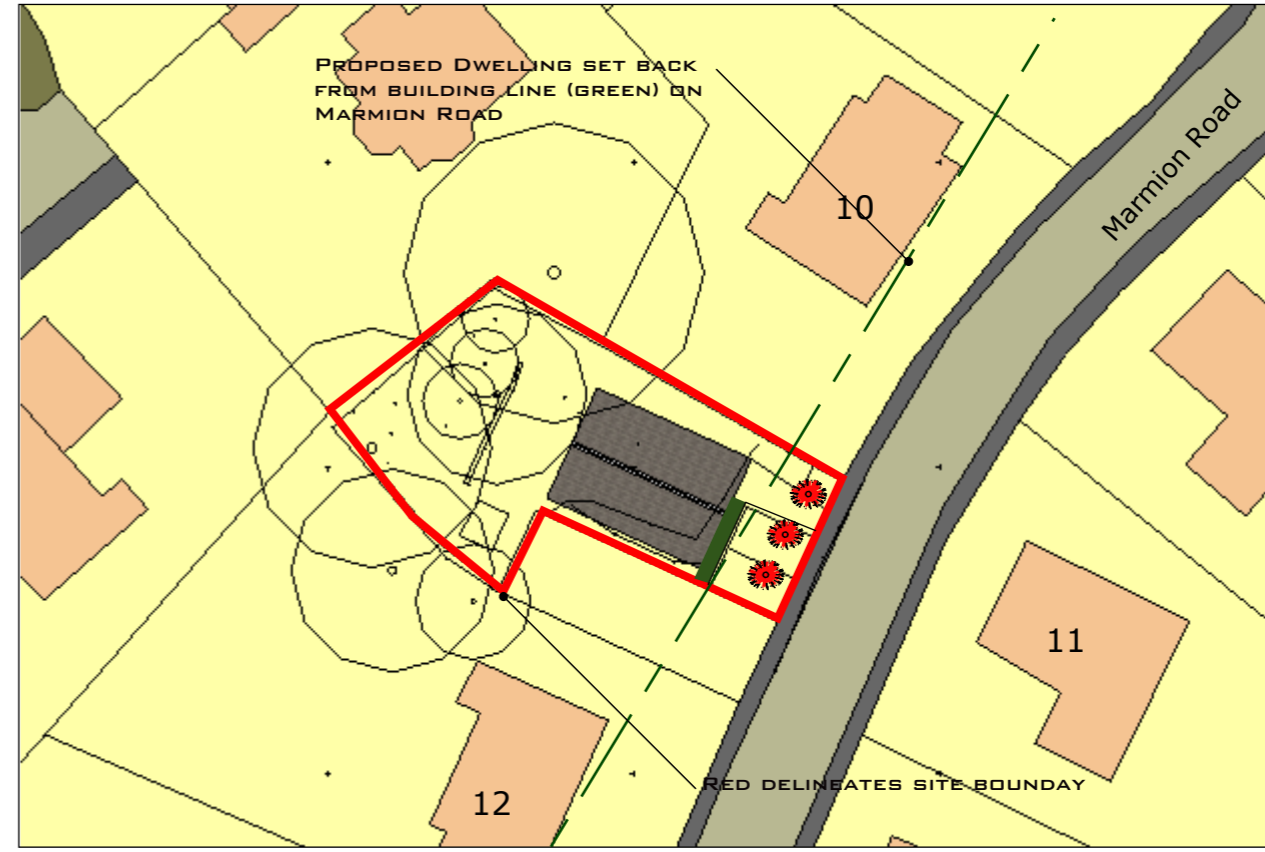 PROPOSED DWELLING SET BACK
FROM BUILDING LINE (GREEN) ON
MARMION ROAD
10
Marmion Road
11
RED DELINEATES SITE BOUNDAY
12